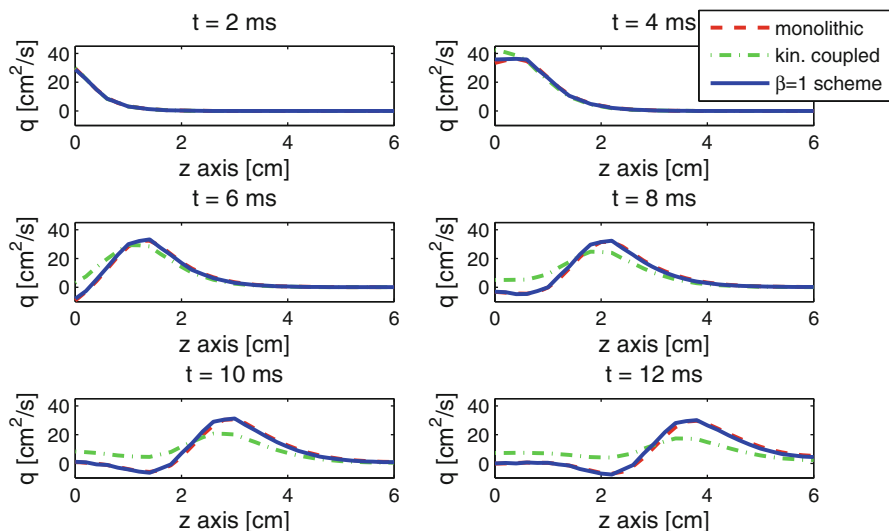 t = 2 ms
t = 4 ms
monolithic
kin. coupled
β=1 scheme
q [cm²/s]
40
20
0
0 2 4 6
z axis [cm]
q [cm²/s]
40
20
0
0 2 4 6
z axis [cm]
t = 6 ms
t = 8 ms
q [cm²/s]
40
20
0
0 2 4 6
z axis [cm]
q [cm²/s]
40
20
0
0 2 4 6
z axis [cm]
t = 10 ms
t = 12 ms
q [cm²/s]
40
20
0
0 2 4 6
z axis [cm]
q [cm²/s]
40
20
0
0 2 4 6
z axis [cm]